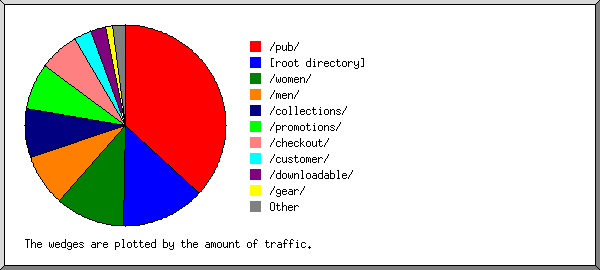 /pub/
[root directory]
/women/
/men/
/collections/
/promotions/
/checkout/
/customer/
/downloadable/
/gear/
Other
The wedges are plotted by the amount of traffic.